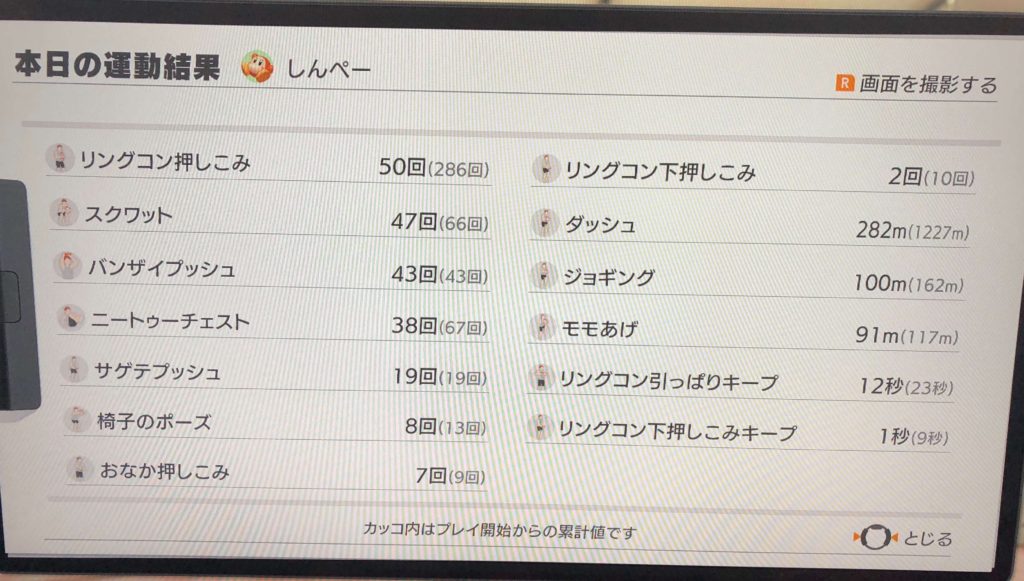 本日の運動結果 しんぺー
R 画面を撮影する
リングコン押しこみ 50回(286回)
スクワット 47回(66回)
バンザイプッシュ 43回(43回)
ニートゥーチェスト 38回(67回)
サゲテプッシュ 19回(19回)
椅子のポーズ 8回(13回)
おなか押しこみ 7回(9回)
リングコン下押しこみ 2回(10回)
ダッシュ 282m(1227m)
ジョギング 100m(162m)
モモあげ 91m(117m)
リングコン引っぱりキープ 12秒(23秒)
リングコン下押しこみキープ 1秒(9秒)
カッコ内はプレイ開始からの累計値です
とじる